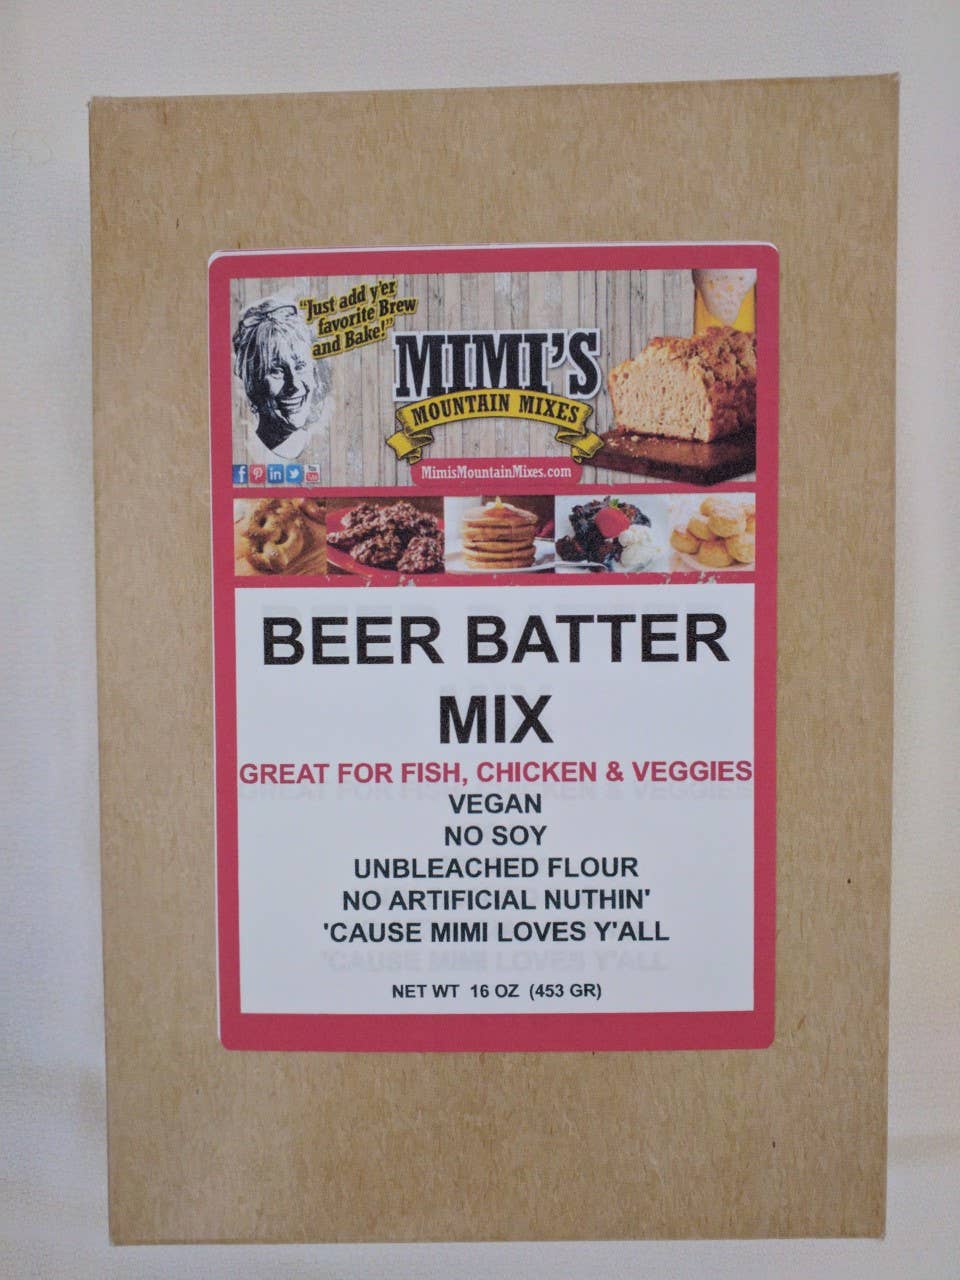 "Just add y'er
favorite Brew
and Bake!"
MIMI'S
MOUNTAIN MIXES
MimisMountainMixes.com
BEER BATTER
MIX
GREAT FOR FISH, CHICKEN & VEGGIES
VEGAN
NO SOY
UNBLEACHED FLOUR
NO ARTIFICIAL NUTHIN'
'CAUSE MIMI LOVES Y'ALL
NET WT 16 OZ (453 GR)